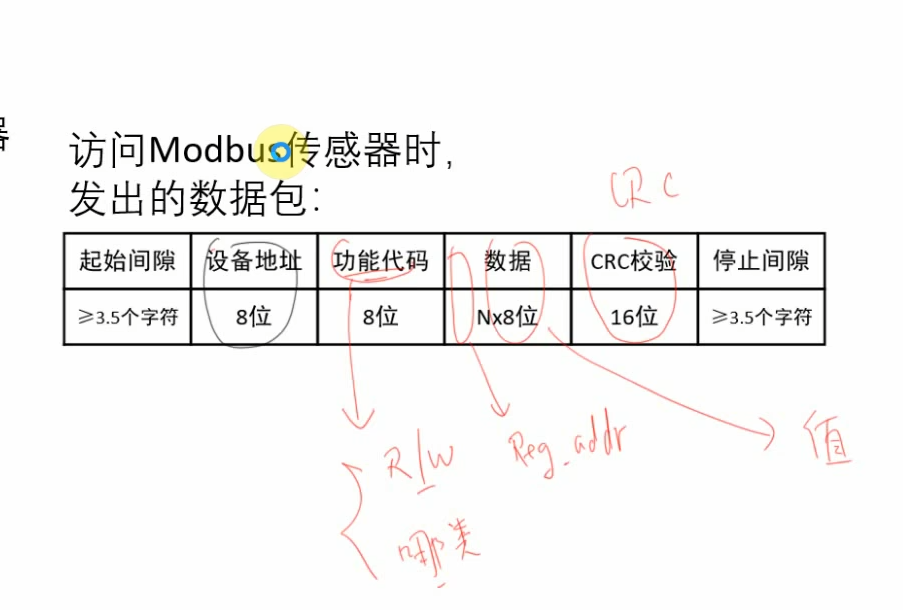 器
访问Modbus传感器时,
发出的数据包:
CRC
起始间隙 设备地址 功能代码 数据 CRC校验 停止间隙
≥3.5个字符 8位 8位 Nx8位 16位 ≥3.5个字符
R/W Reg_addr 值
哪类